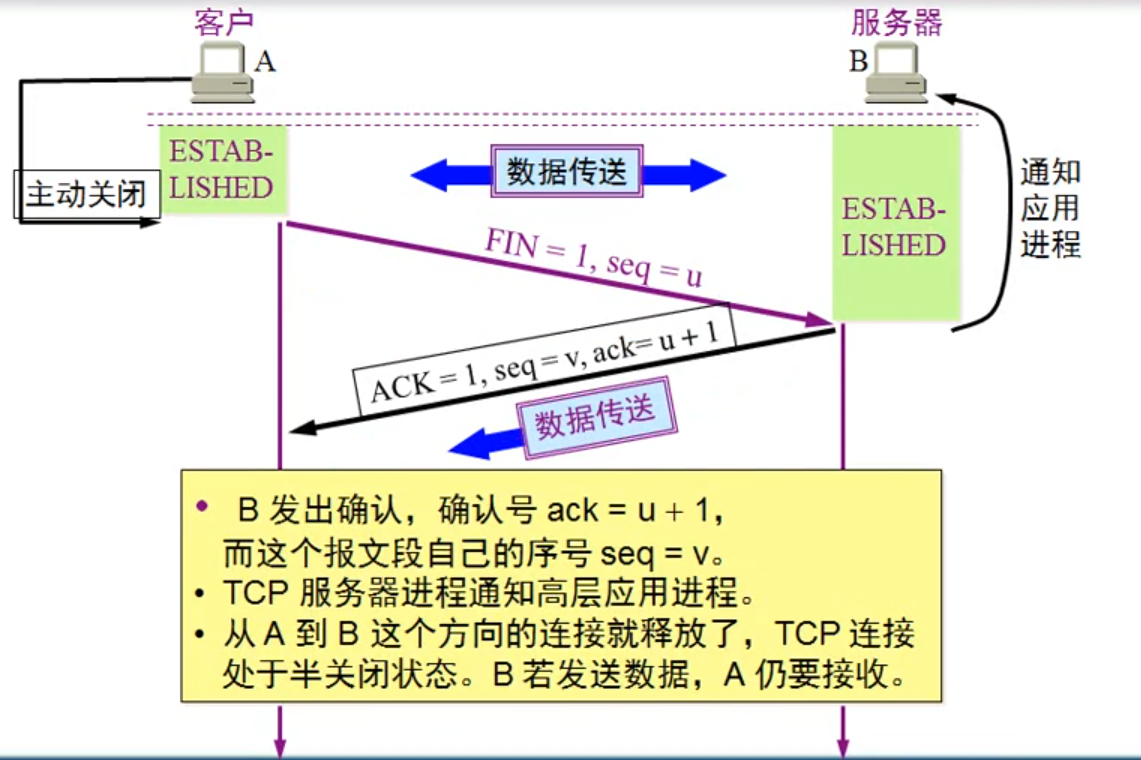 客户
服务器
A
B
ESTAB-
LISHED
数据传送
主动关闭
ESTAB-
LISHED
通知
应用
进程
FIN = 1, seq = u
ACK = 1, seq = v, ack= u + 1
数据传送
• B 发出确认，确认号 ack = u + 1，
而这个报文段自己的序号 seq = v。
• TCP 服务器进程通知高层应用进程。
• 从 A 到 B 这个方向的连接就释放了，TCP 连接
处于半关闭状态。B 若发送数据，A 仍要接收。